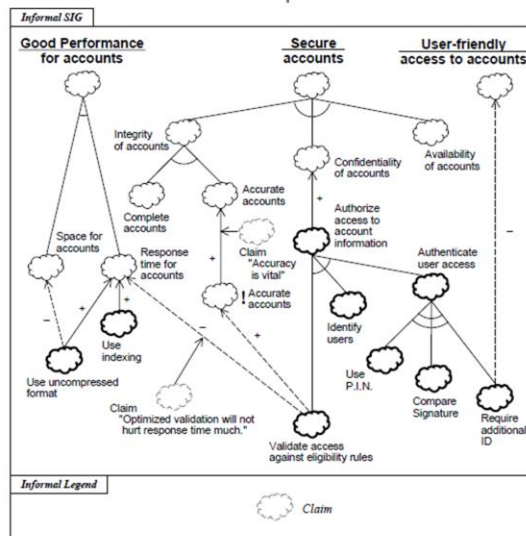 Informal SIG
Good Performance
for accounts
Secure
accounts
User-friendly
access to accounts
Integrity
of accounts
Confidentiality
of accounts
Availability
of accounts
Complete
accounts
Accurate
accounts
+
Authorize
access to
account
information
Space for
accounts
Response
time for
accounts
Claim
"Accuracy
is vital"
Authenticate
user access
–
+
! Accurate
accounts
–
+
+
–
+
Identify
users
Use
indexing
Use uncompressed
format
Use
P.I.N.
Compare
Signature
Claim
"Optimized validation will not
hurt response time much."
Validate access
against eligibility rules
Require
additional
ID
Informal Legend
Claim